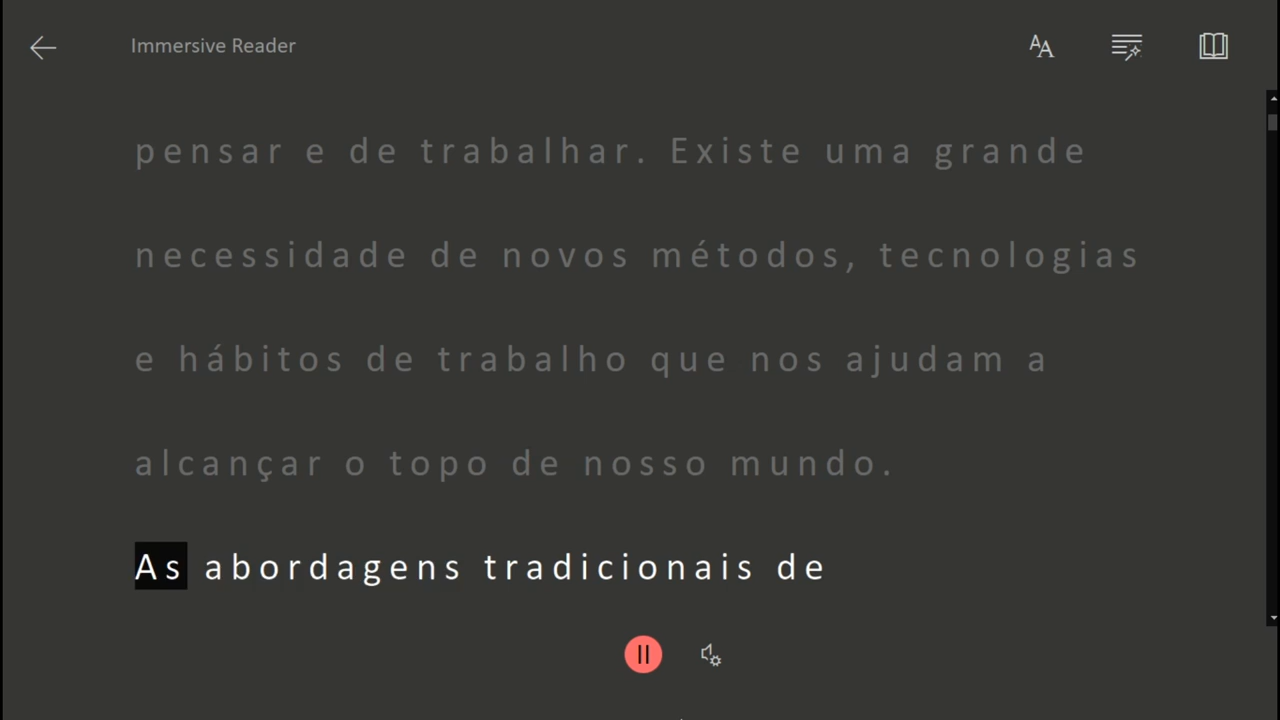 Immersive Reader
pensar e de trabalhar. Existe uma grande
necessidade de novos métodos, tecnologias
e hábitos de trabalho que nos ajudam a
alcançar o topo de nosso mundo.
As abordagens tradicionais de